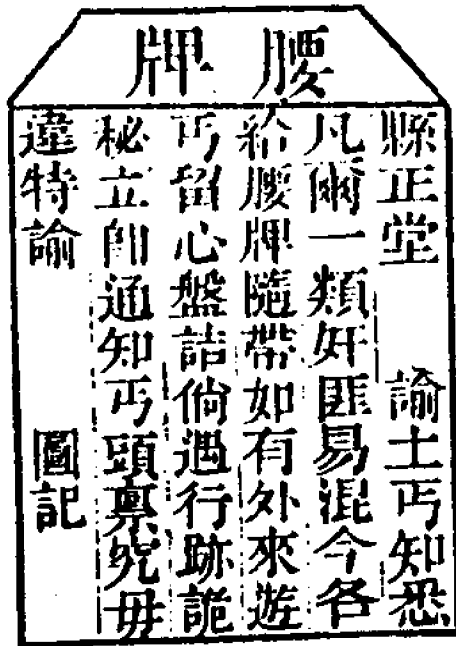 腰牌
縣正堂　諭土丐知悉
凡爾一類奸匪易混今各
給腰牌隨帶如有外來遊
丐留心盤詰倘遇行跡詭
秘立卽通知丐頭禀究毋
違特諭　圖記